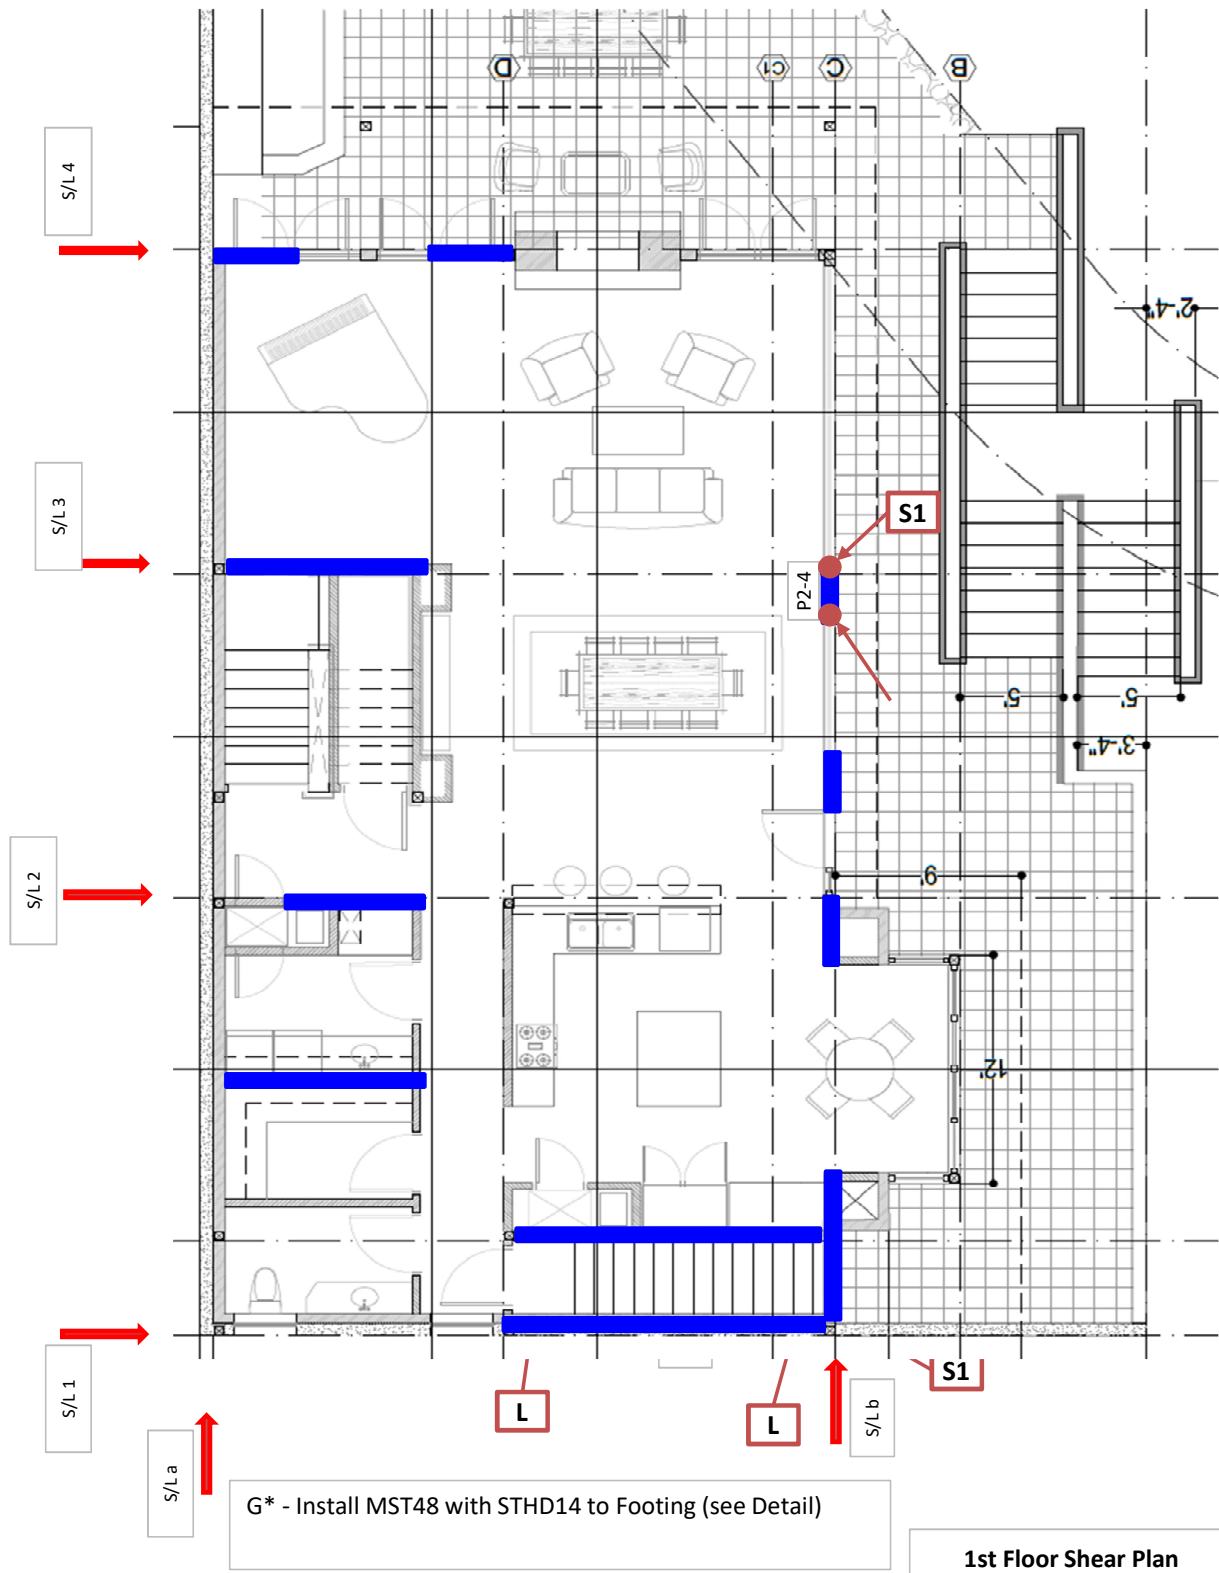 D
C1
C
B
S/L 4
2'-4"
S/L 3
S1
P2-4
5'
5'
3'-4"
S/L 2
9'
12'
S/L 1
S1
L
L
S/L b
S/L a
G* - Install MST48 with STHD14 to Footing (see Detail)
1st Floor Shear Plan